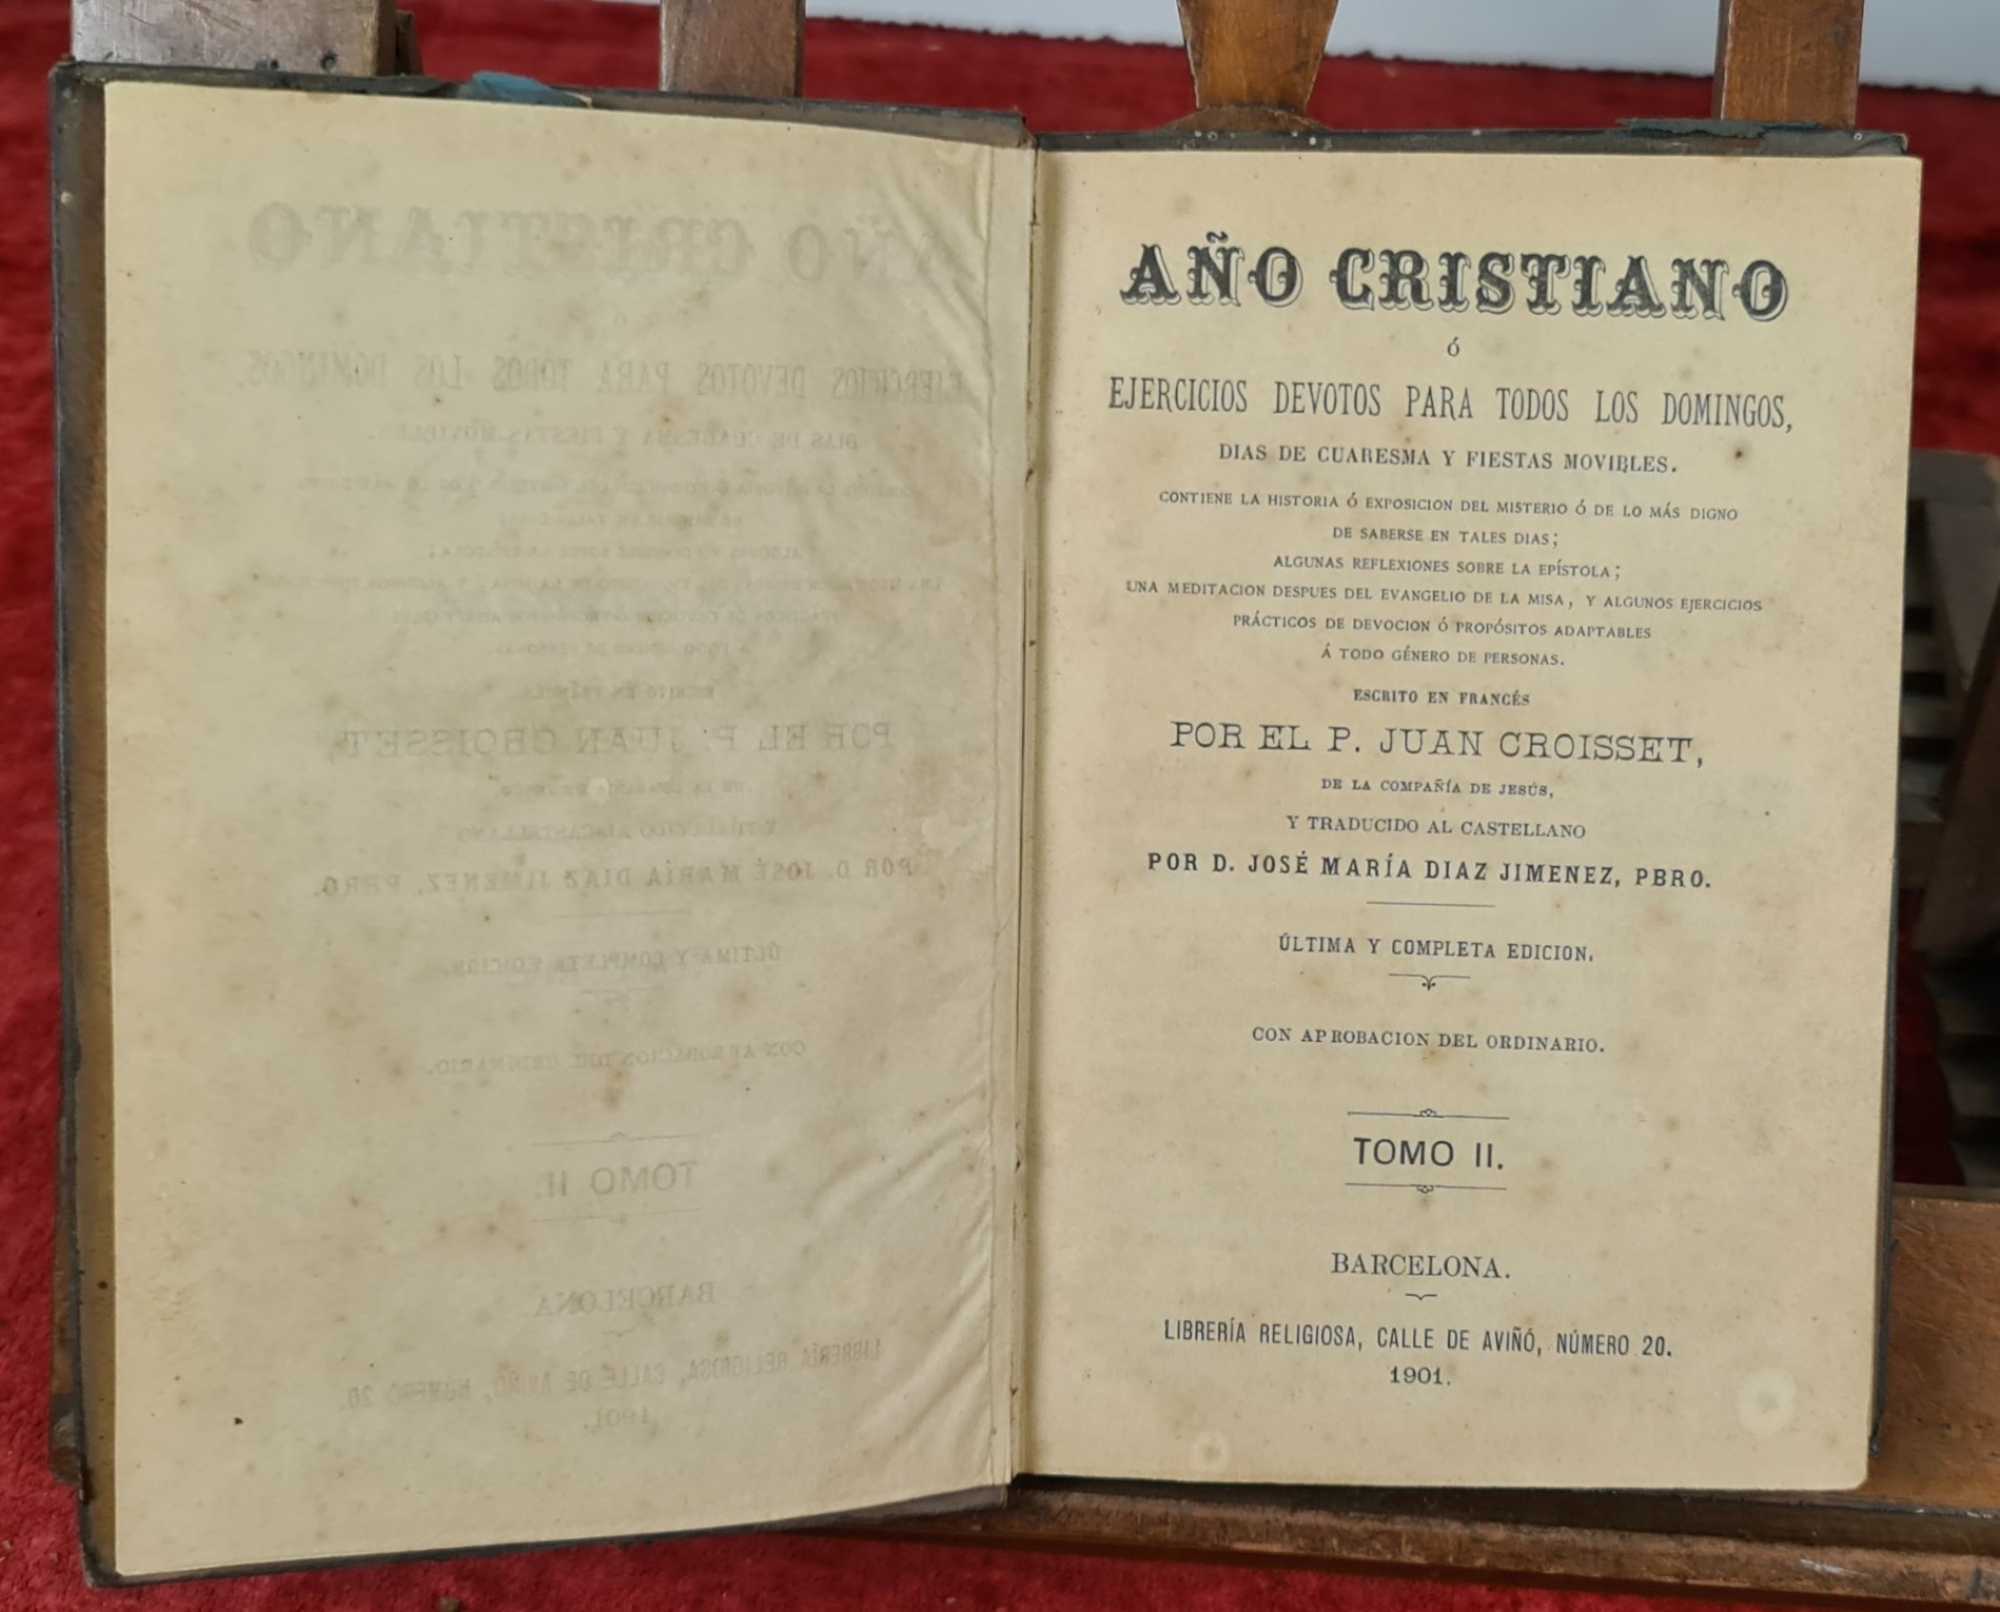 AÑO CRISTIANO
Ó
EJERCICIOS DEVOTOS PARA TODOS LOS DOMINGOS,
DIAS DE CUARESMA Y FIESTAS MOVIBLES.
CONTIENE LA HISTORIA Ó EXPOSICION DEL MISTERIO Ó DE LO MÁS DIGNO
DE SABERSE EN TALES DIAS;
ALGUNAS REFLEXIONES SOBRE LA EPÍSTOLA;
UNA MEDITACION DESPUES DEL EVANGELIO DE LA MISA, Y ALGUNOS EJERCICIOS
PRÁCTICOS DE DEVOCION Ó PROPÓSITOS ADAPTABLES
Á TODO GÉNERO DE PERSONAS.
ESCRITO EN FRANCÉS
POR EL P. JUAN CROISSET,
DE LA COMPAÑÍA DE JESÚS,
Y TRADUCIDO AL CASTELLANO
POR D. JOSÉ MARÍA DIAZ JIMENEZ, PBRO.
ÚLTIMA Y COMPLETA EDICION.
CON APROBACION DEL ORDINARIO.
TOMO II.
BARCELONA.
LIBRERÍA RELIGIOSA, CALLE DE AVIÑÓ, NÚMERO 20.
1901.